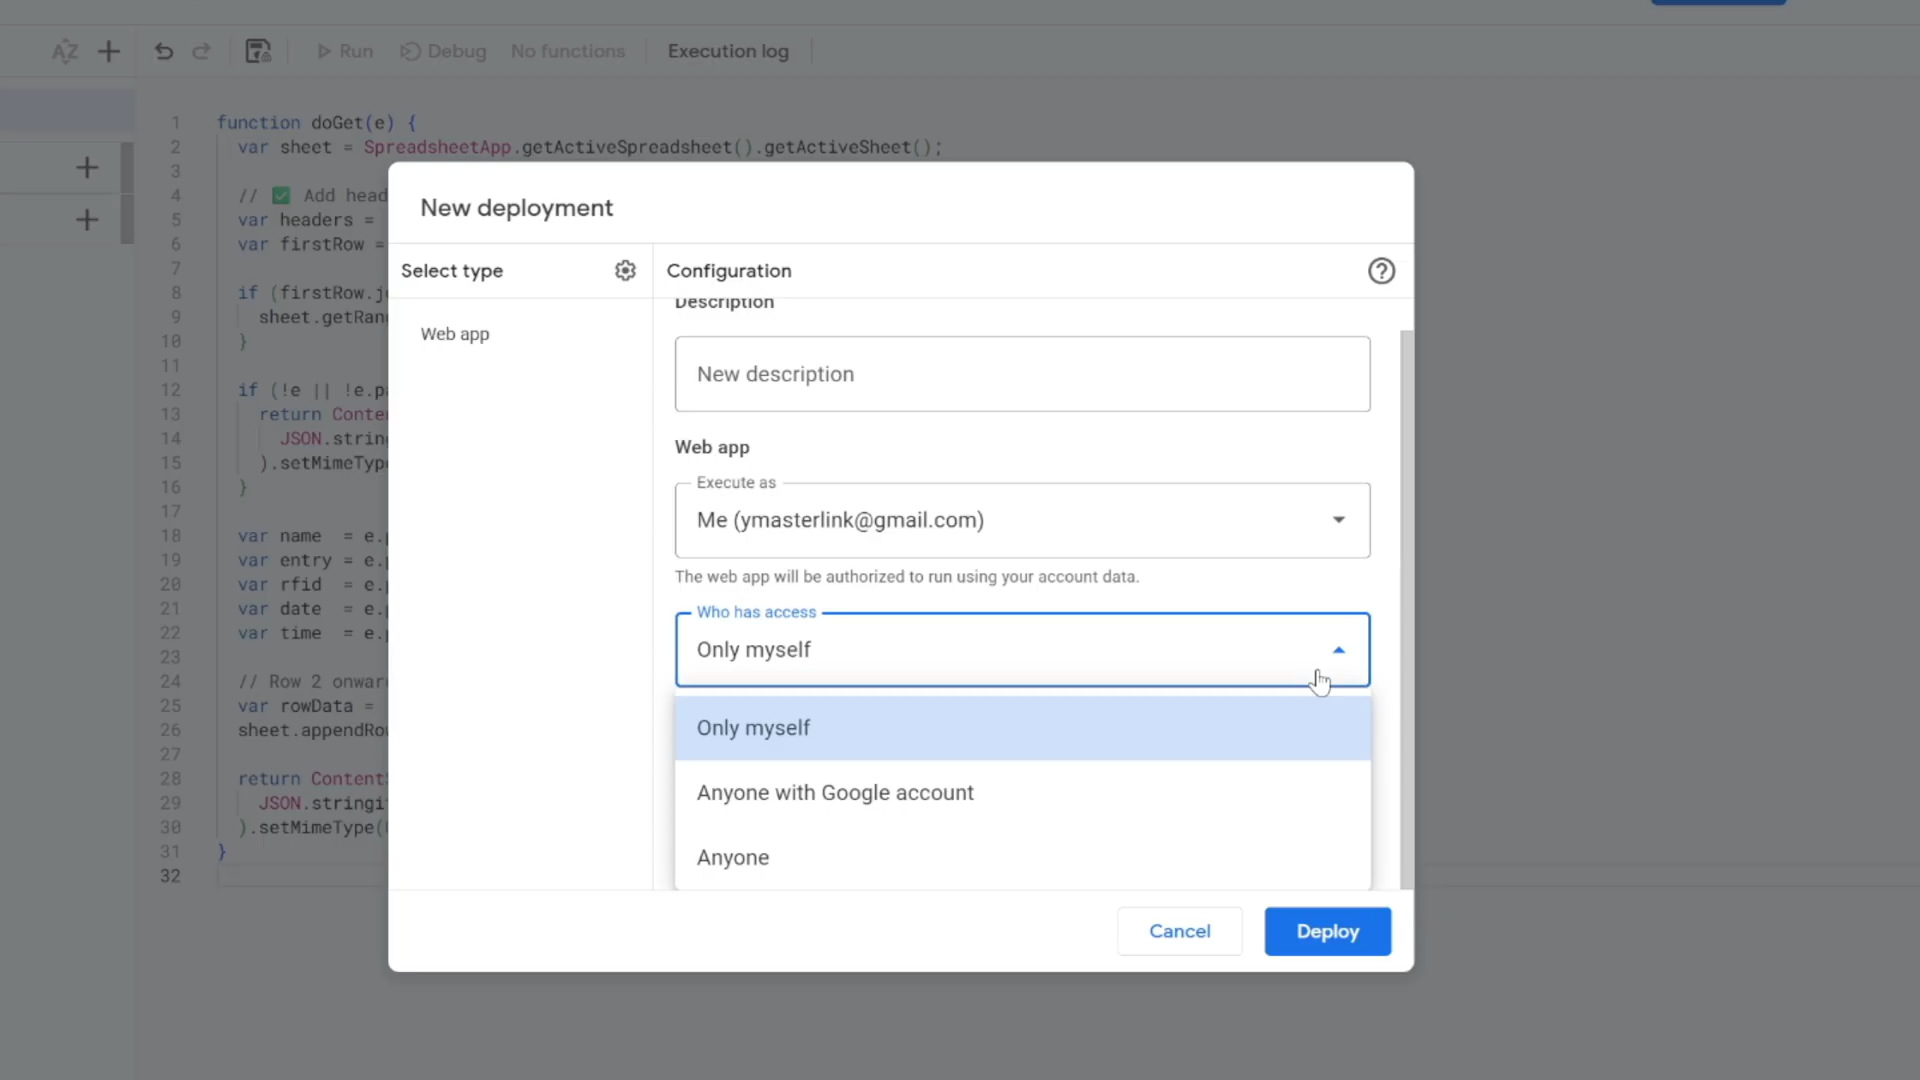 Run
Debug
No functions
Execution log
1 function doGet(e) {
2 var sheet = SpreadsheetApp.getActiveSpreadsheet().getActiveSheet();
3
4 // ✅ Add head
5 var headers =
6 var firstRow =
7
8 if (firstRow.jo
9 sheet.getRan
10 }
11
12 if (!e || !e.pa
13 return Conte
14 JSON.strin
15 ).setMimeType
16 }
17
18 var name = e.p
19 var entry = e.p
20 var rfid = e.p
21 var date = e.p
22 var time = e.p
23
24 // Row 2 onwar
25 var rowData =
26 sheet.appendRow
27
28 return ContentS
29 JSON.stringi
30 ).setMimeType(
31 }
32
New deployment
Select type
Web app
Configuration
Description
New description
Web app
Execute as
Me (ymasterlink@gmail.com)
The web app will be authorized to run using your account data.
Who has access
Only myself
Only myself
Anyone with Google account
Anyone
Cancel
Deploy